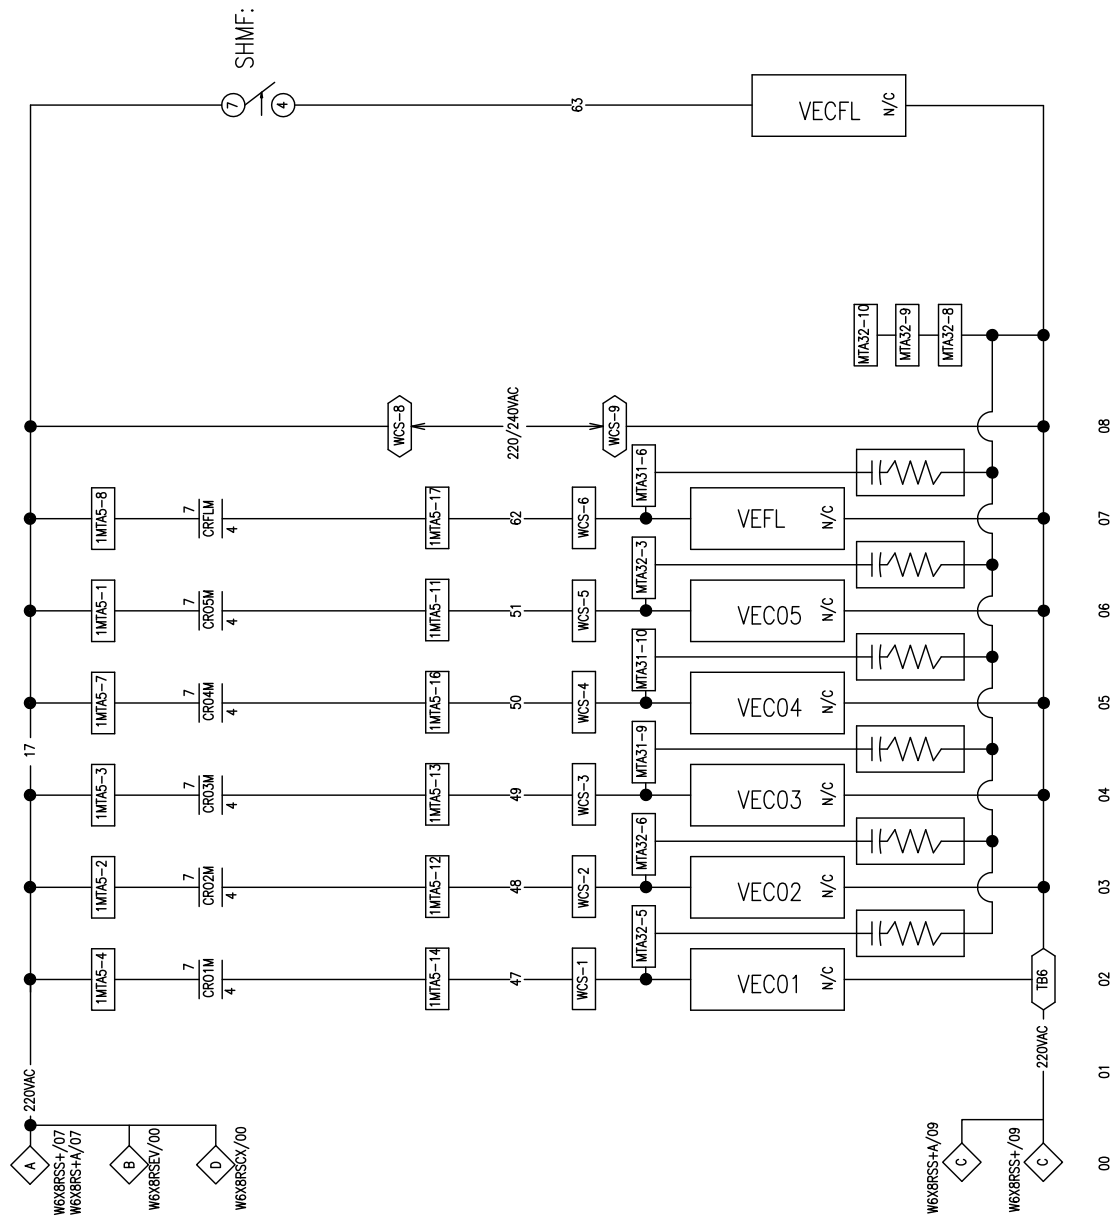 A
W6X8RSS+/07
W6X8RS+A/07
B
W6X8RSEV/00
D
W6X8RSCX/00
C
W6X8RSS+A/09
C
W6X8RSS+/09
00
220VAC
220VAC
01
1MTA5-4
7
CR01M
4
1MTA5-14
47
WCS-1
MTA32-5
VEC01
N/C
TB6
02
1MTA5-2
7
CR02M
4
1MTA5-12
48
WCS-2
MTA32-6
VEC02
N/C
03
1MTA5-3
7
CR03M
4
1MTA5-13
49
WCS-3
MTA31-9
VEC03
N/C
04
17
1MTA5-7
7
CR04M
4
1MTA5-16
50
WCS-4
MTA31-10
VEC04
N/C
05
1MTA5-1
7
CR05M
4
1MTA5-11
51
WCS-5
MTA32-3
VEC05
N/C
06
1MTA5-8
7
CRFLM
4
1MTA5-17
62
WCS-6
MTA31-6
VEFL
N/C
07
WCS-8
220/240VAC
WCS-9
08
MTA32-10
MTA32-9
MTA32-8
SHMF:
7
4
63
VECFL
N/C